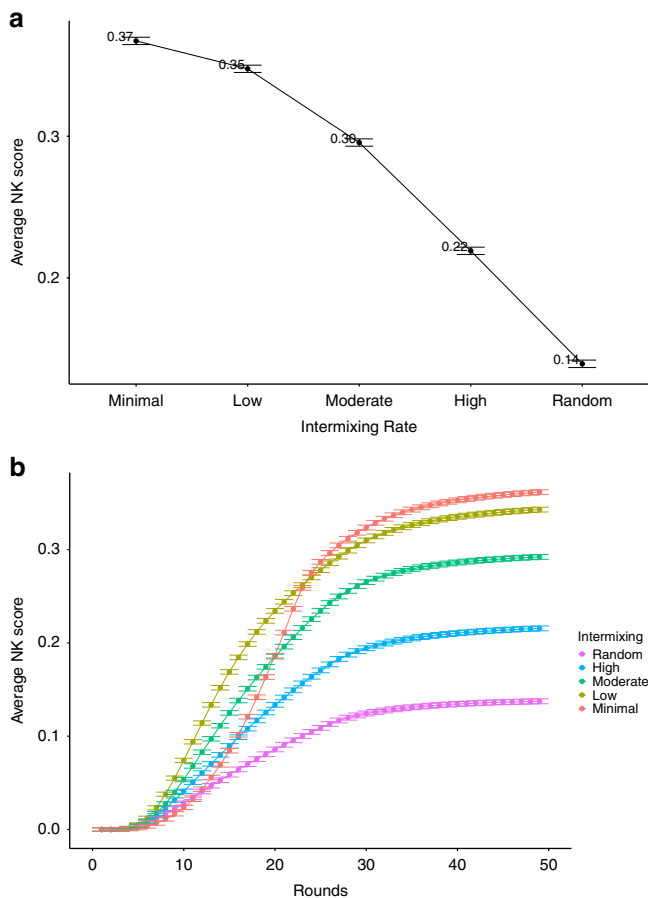 a
0.37
0.35
0.30
0.22
0.14
0.3
0.2
Average NK score
Minimal Low Moderate High Random
Intermixing Rate
b
0.3
0.2
0.1
0.0
Average NK score
0 10 20 30 40 50
Rounds
Intermixing
Random
High
Moderate
Low
Minimal